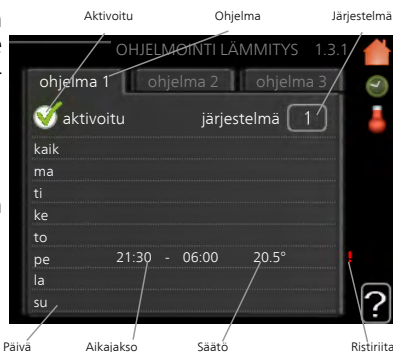 Aktivoitu Ohjelma Järjestelmä
OHJELMOINTI LÄMMITYS 1.3.1
ohjelma 1 ohjelma 2 ohjelma 3
aktivoitu järjestelmä 1
kaik
ma
ti
ke
to
pe 21:30 - 06:00 20.5° !
la
su ?
Päivä Aikajakso Säätö Ristiriita